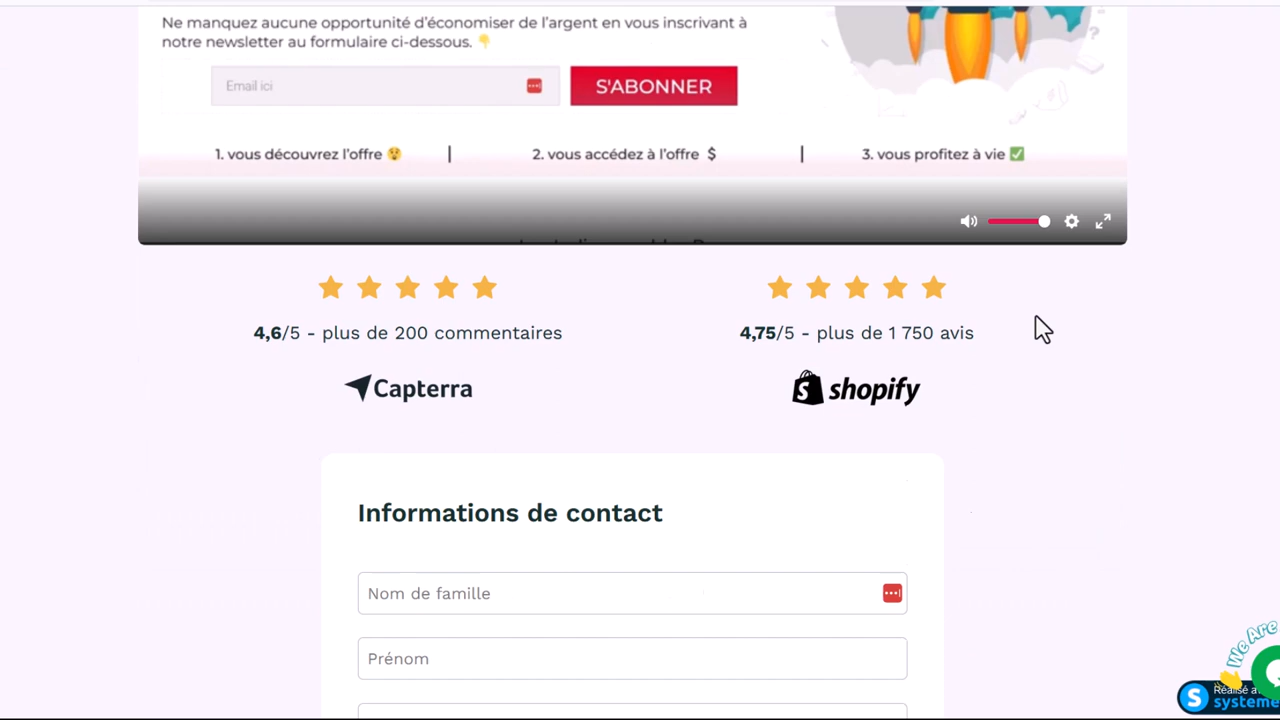 Ne manquez aucune opportunité d'économiser de l'argent en vous inscrivant à
notre newsletter au formulaire ci-dessous. 👇
Email ici
S'ABONNER
1. vous découvrez l'offre 😲 | 2. vous accédez à l'offre $ | 3. vous profitez à vie ✅
4,6/5 - plus de 200 commentaires
4,75/5 - plus de 1 750 avis
Capterra
shopify
Informations de contact
Nom de famille
Prénom
We Are
Réalisé a
systeme